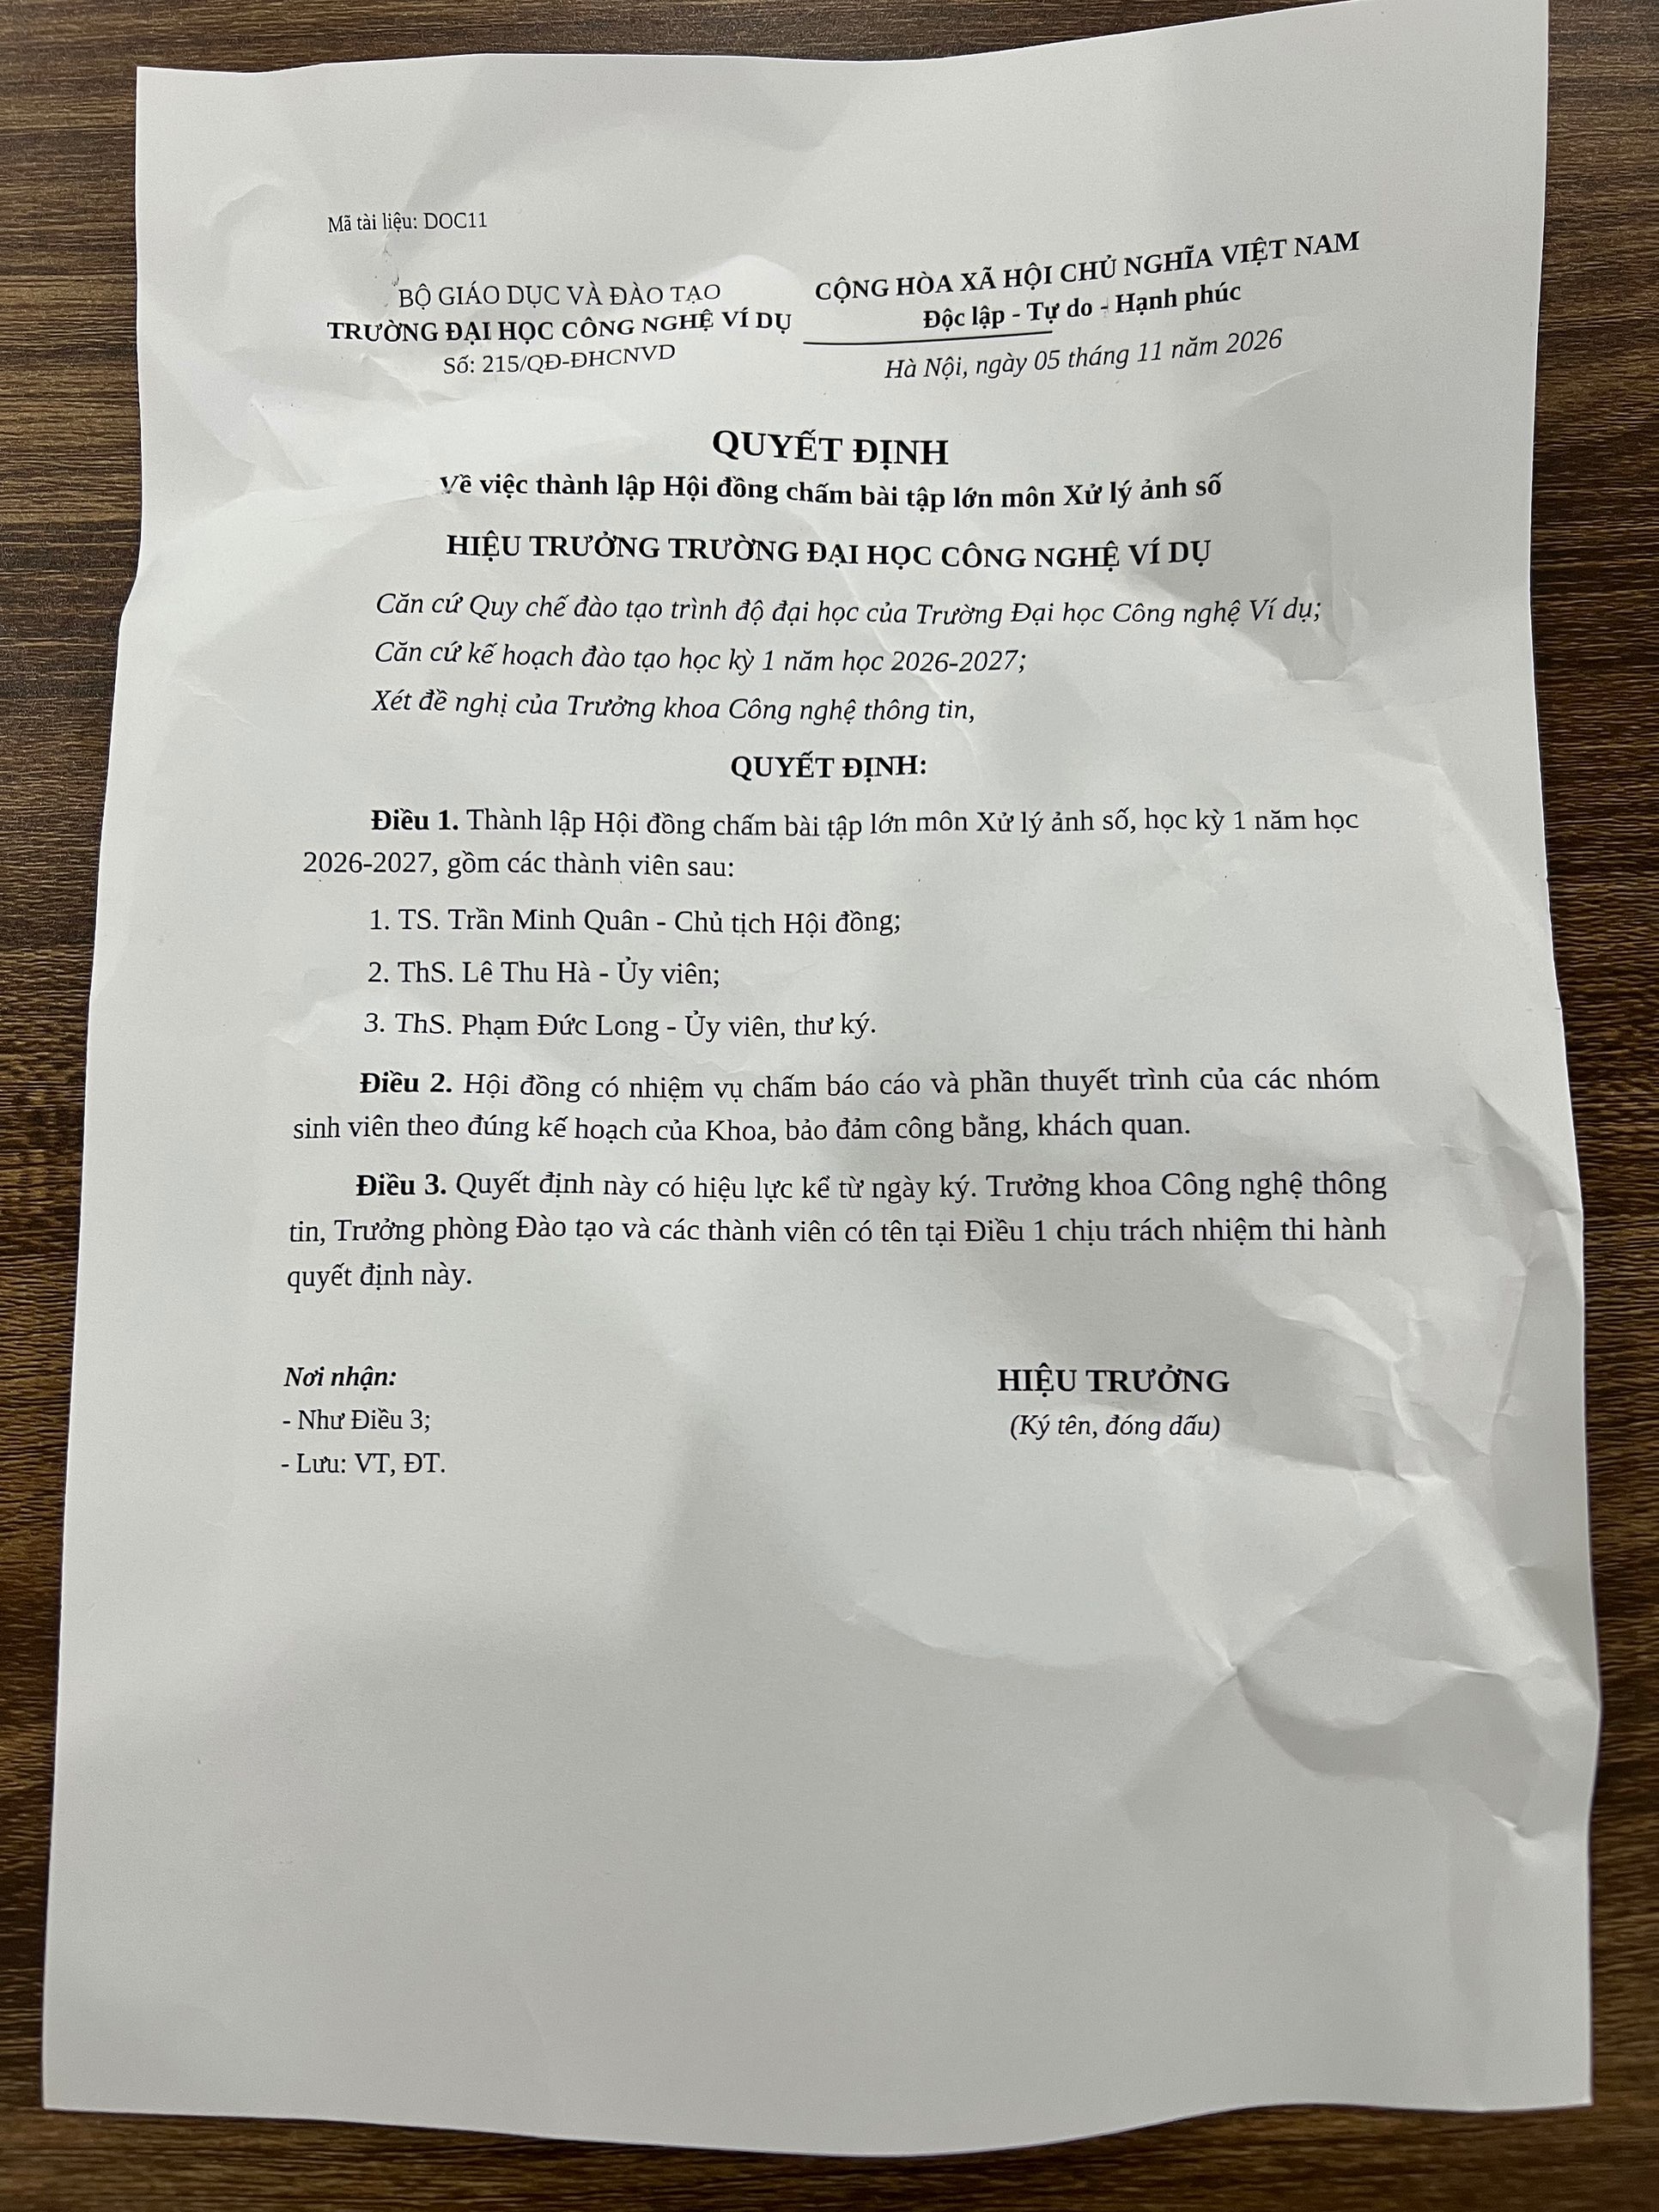 Mã tài liệu: DOC11
BỘ GIÁO DỤC VÀ ĐÀO TẠO
TRƯỜNG ĐẠI HỌC CÔNG NGHỆ VÍ DỤ
Số: 215/QĐ-ĐHCNVD
CỘNG HÒA XÃ HỘI CHỦ NGHĨA VIỆT NAM
Độc lập - Tự do - Hạnh phúc
Hà Nội, ngày 05 tháng 11 năm 2026
QUYẾT ĐỊNH
Về việc thành lập Hội đồng chấm bài tập lớn môn Xử lý ảnh số
HIỆU TRƯỞNG TRƯỜNG ĐẠI HỌC CÔNG NGHỆ VÍ DỤ
Căn cứ Quy chế đào tạo trình độ đại học của Trường Đại học Công nghệ Ví dụ;
Căn cứ kế hoạch đào tạo học kỳ 1 năm học 2026-2027;
Xét đề nghị của Trưởng khoa Công nghệ thông tin,
QUYẾT ĐỊNH:
Điều 1. Thành lập Hội đồng chấm bài tập lớn môn Xử lý ảnh số, học kỳ 1 năm học
2026-2027, gồm các thành viên sau:
1. TS. Trần Minh Quân - Chủ tịch Hội đồng;
2. ThS. Lê Thu Hà - Ủy viên;
3. ThS. Phạm Đức Long - Ủy viên, thư ký.
Điều 2. Hội đồng có nhiệm vụ chấm báo cáo và phần thuyết trình của các nhóm
sinh viên theo đúng kế hoạch của Khoa, bảo đảm công bằng, khách quan.
Điều 3. Quyết định này có hiệu lực kể từ ngày ký. Trưởng khoa Công nghệ thông
tin, Trưởng phòng Đào tạo và các thành viên có tên tại Điều 1 chịu trách nhiệm thi hành
quyết định này.
Nơi nhận:
- Như Điều 3;
- Lưu: VT, ĐT.
HIỆU TRƯỞNG
(Ký tên, đóng dấu)